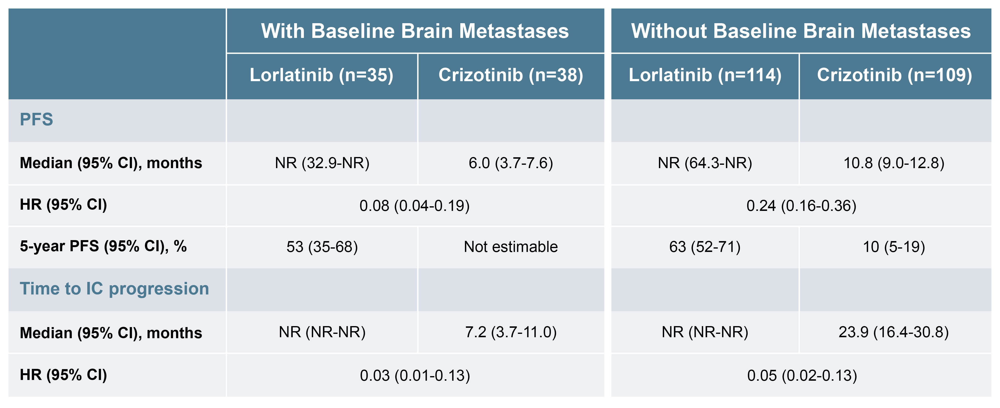 With Baseline Brain Metastases Without Baseline Brain Metastases
Lorlatinib (n=35) Crizotinib (n=38) Lorlatinib (n=114) Crizotinib (n=109)
PFS
Median (95% CI), months NR (32.9-NR) 6.0 (3.7-7.6) NR (64.3-NR) 10.8 (9.0-12.8)
HR (95% CI) 0.08 (0.04-0.19) 0.24 (0.16-0.36)
5-year PFS (95% CI), % 53 (35-68) Not estimable 63 (52-71) 10 (5-19)
Time to IC progression
Median (95% CI), months NR (NR-NR) 7.2 (3.7-11.0) NR (NR-NR) 23.9 (16.4-30.8)
HR (95% CI) 0.03 (0.01-0.13) 0.05 (0.02-0.13)